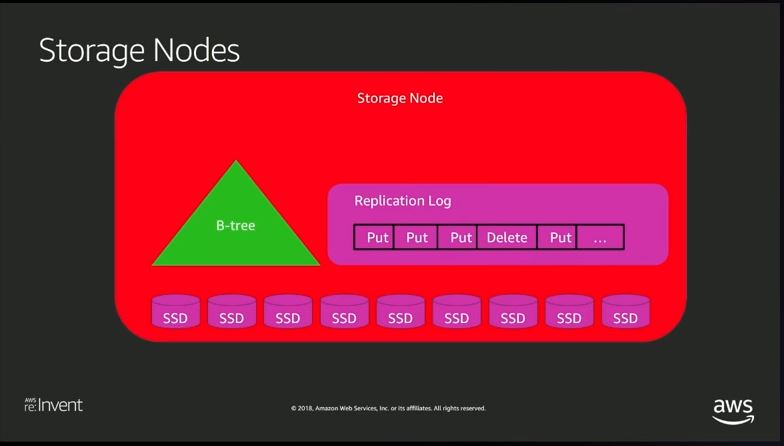 Storage Nodes
Storage Node
B-tree
Replication Log
Put Put Put Delete Put ...
SSD SSD SSD SSD SSD SSD SSD SSD SSD
AWS
re:Invent
© 2018, Amazon Web Services, Inc. or its affiliates. All rights reserved.
aws